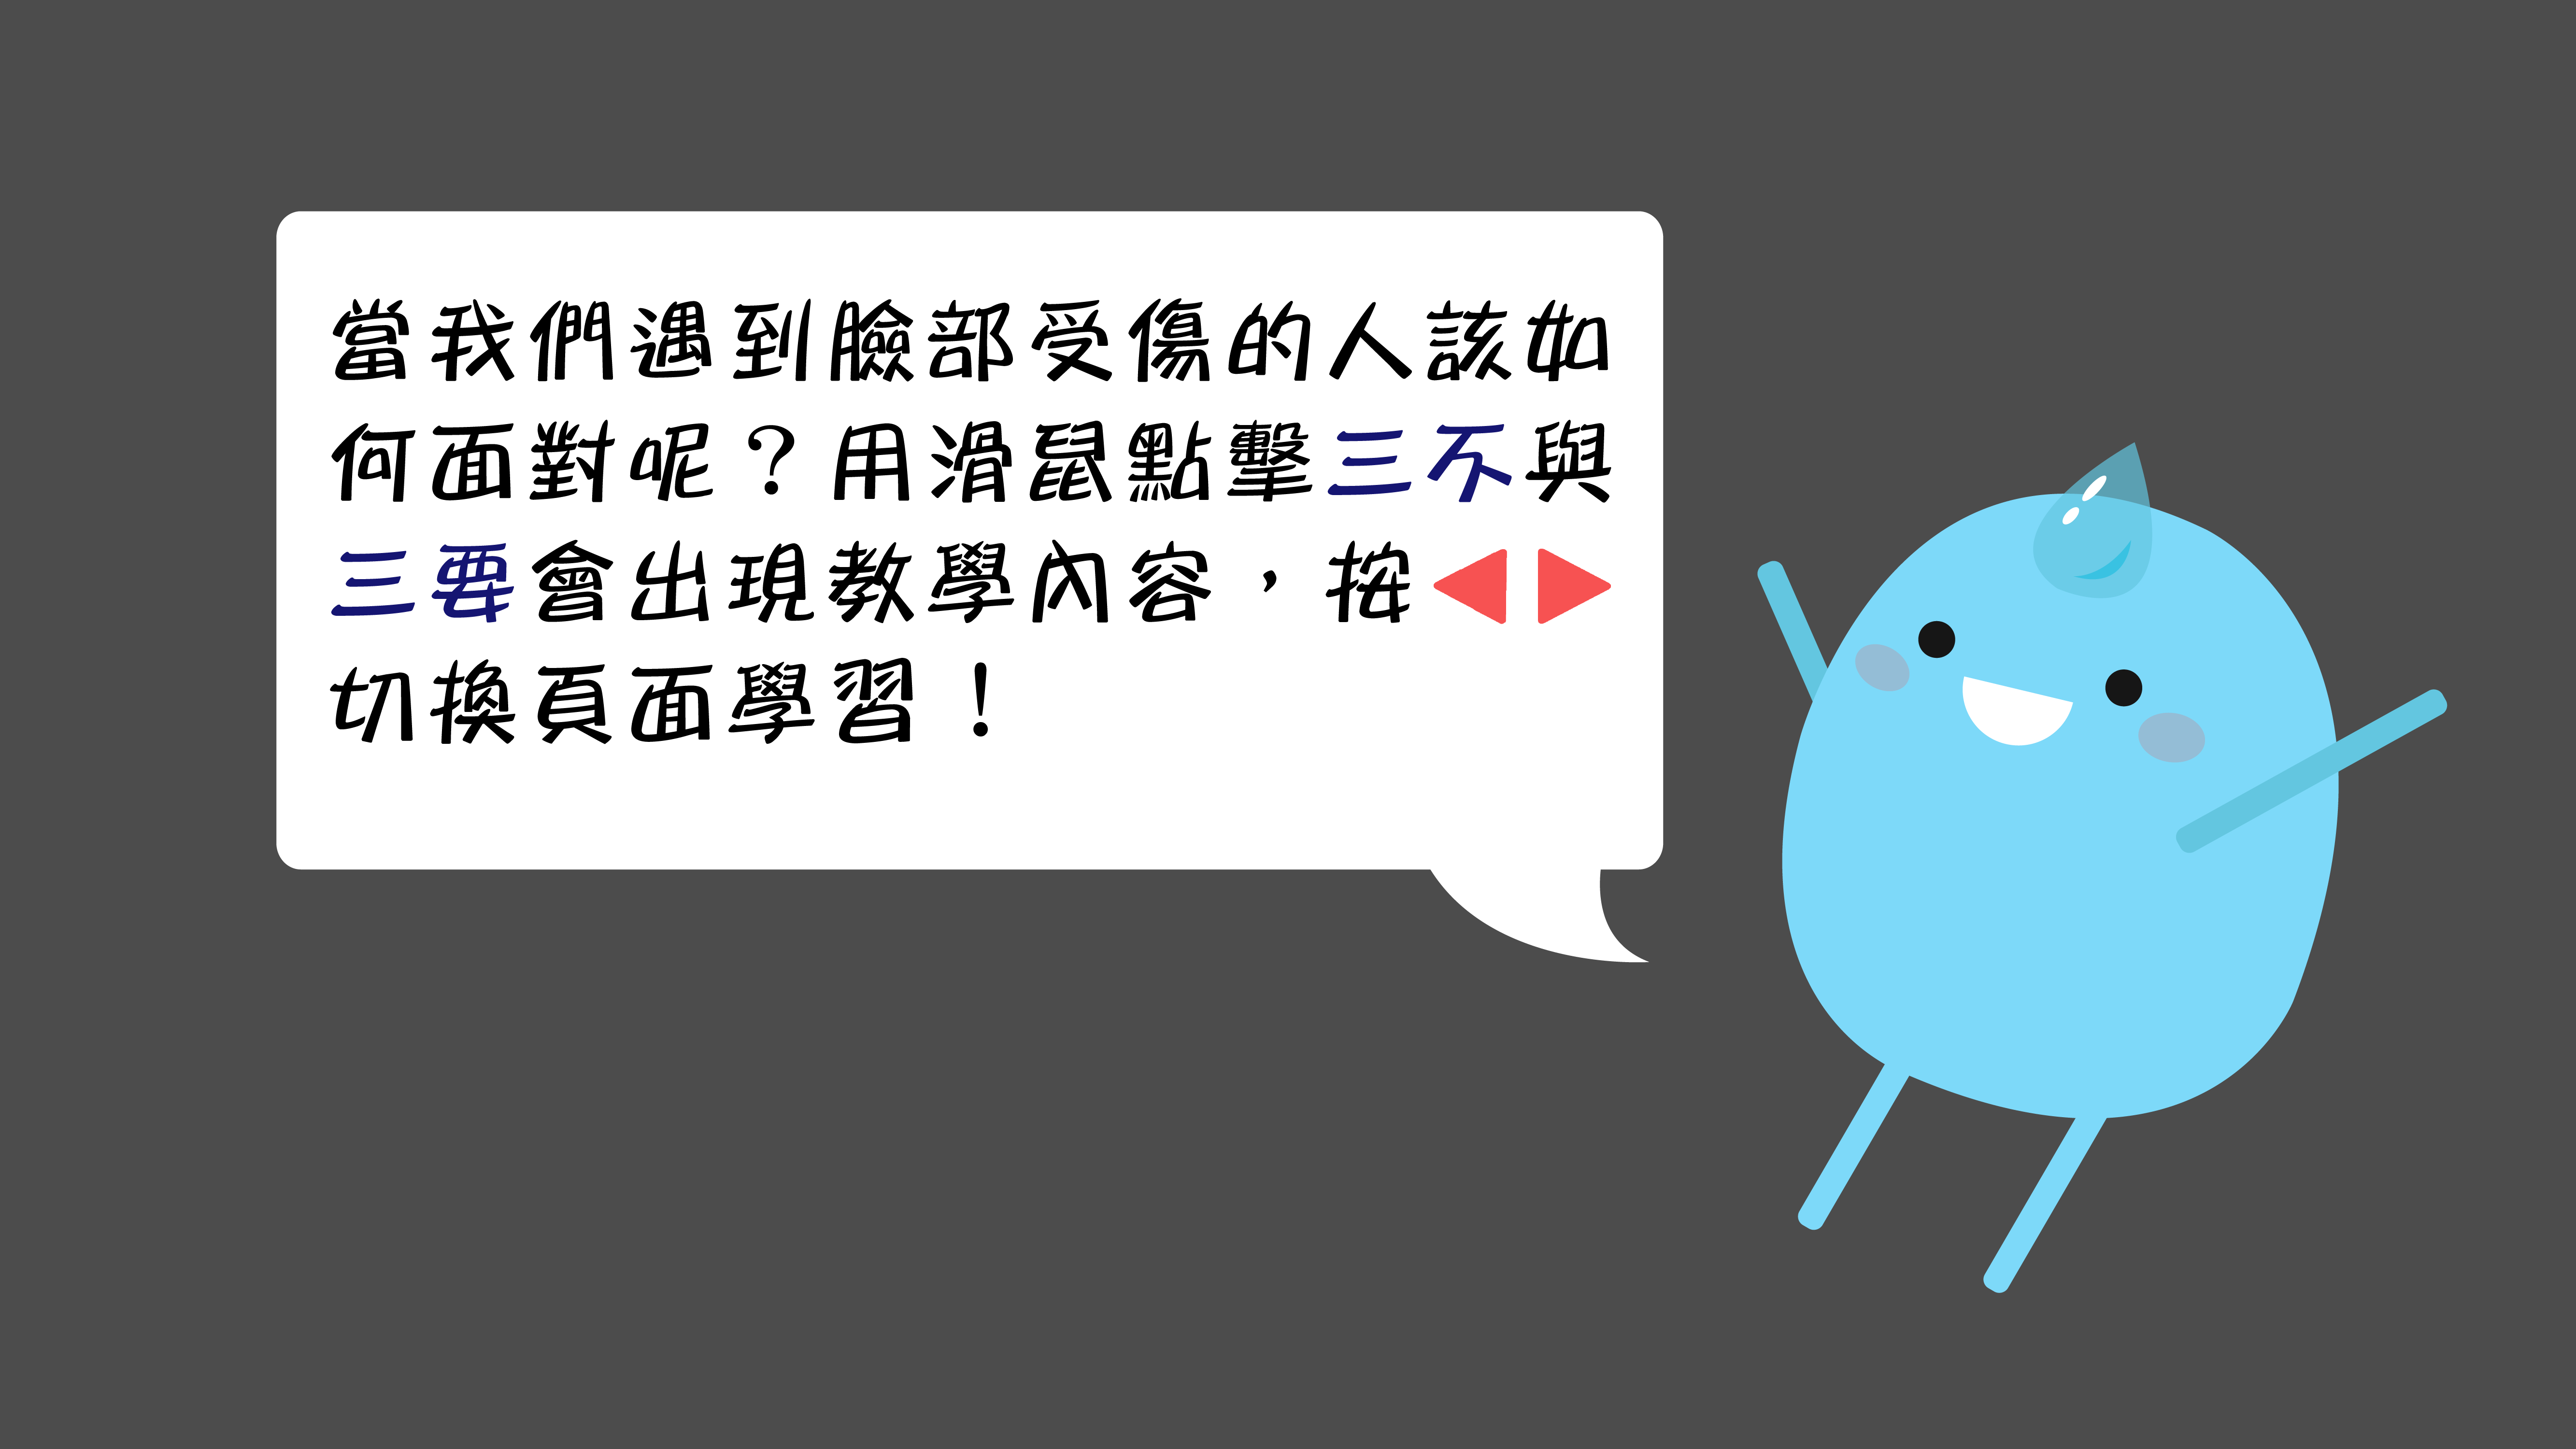 當我們遇到臉部受傷的人該如
何面對呢？用滑鼠點擊三不與
三要會出現教學內容，按◀▶
切換頁面學習！